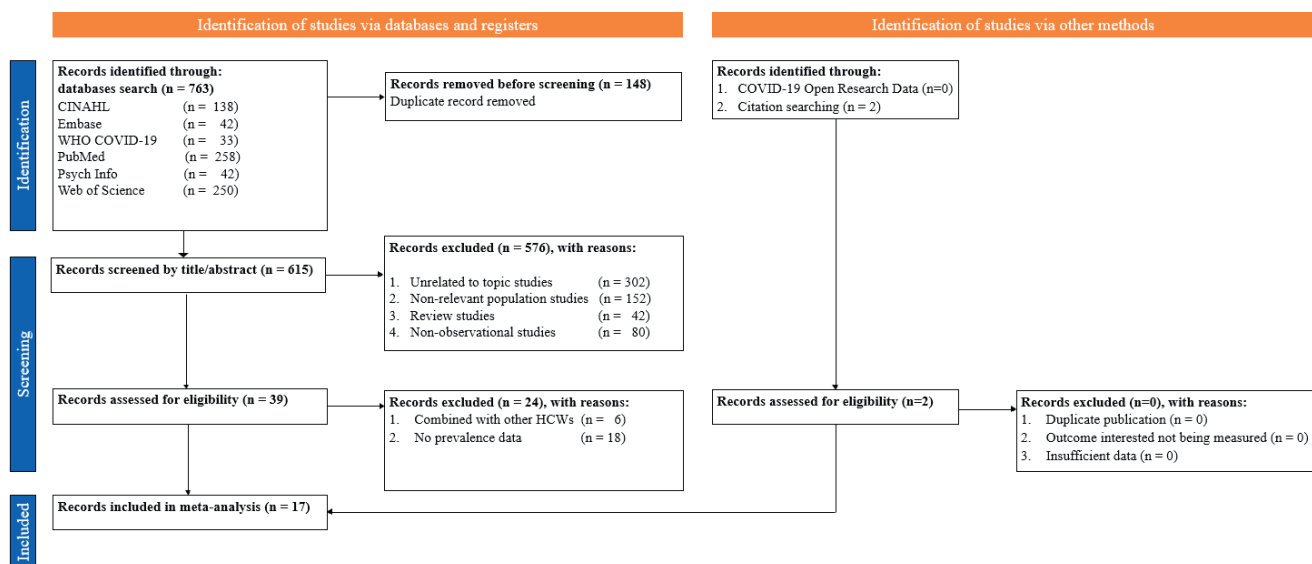 Identification of studies via databases and registers
Identification of studies via other methods
Identification
Records identified through:
databases search (n = 763)
CINAHL (n = 138)
Embase (n = 42)
WHO COVID-19 (n = 33)
PubMed (n = 258)
Psych Info (n = 42)
Web of Science (n = 250)
Records removed before screening (n = 148)
Duplicate record removed
Records identified through:
1. COVID-19 Open Research Data (n=0)
2. Citation searching (n = 2)
Screening
Records screened by title/abstract (n = 615)
Records excluded (n = 576), with reasons:
1. Unrelated to topic studies (n = 302)
2. Non-relevant population studies (n = 152)
3. Review studies (n = 42)
4. Non-observational studies (n = 80)
Records assessed for eligibility (n = 39)
Records excluded (n = 24), with reasons:
1. Combined with other HCWs (n = 6)
2. No prevalence data (n = 18)
Records assessed for eligibility (n=2)
Records excluded (n=0), with reasons:
1. Duplicate publication (n = 0)
2. Outcome interested not being measured (n = 0)
3. Insufficient data (n = 0)
Included
Records included in meta-analysis (n = 17)